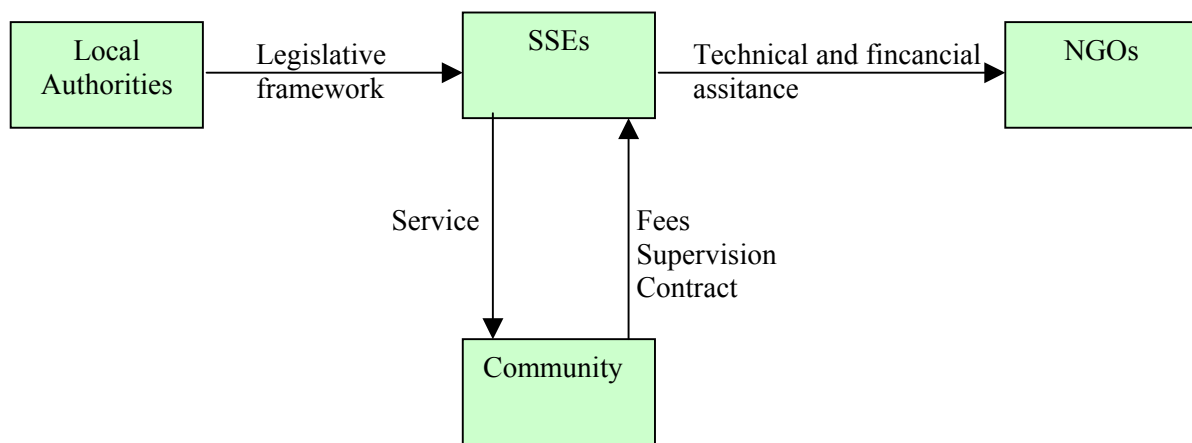 Local
Authorities
Legislative
framework
SSEs
Technical and fincancial
assitance
NGOs
Service
Fees
Supervision
Contract
Community